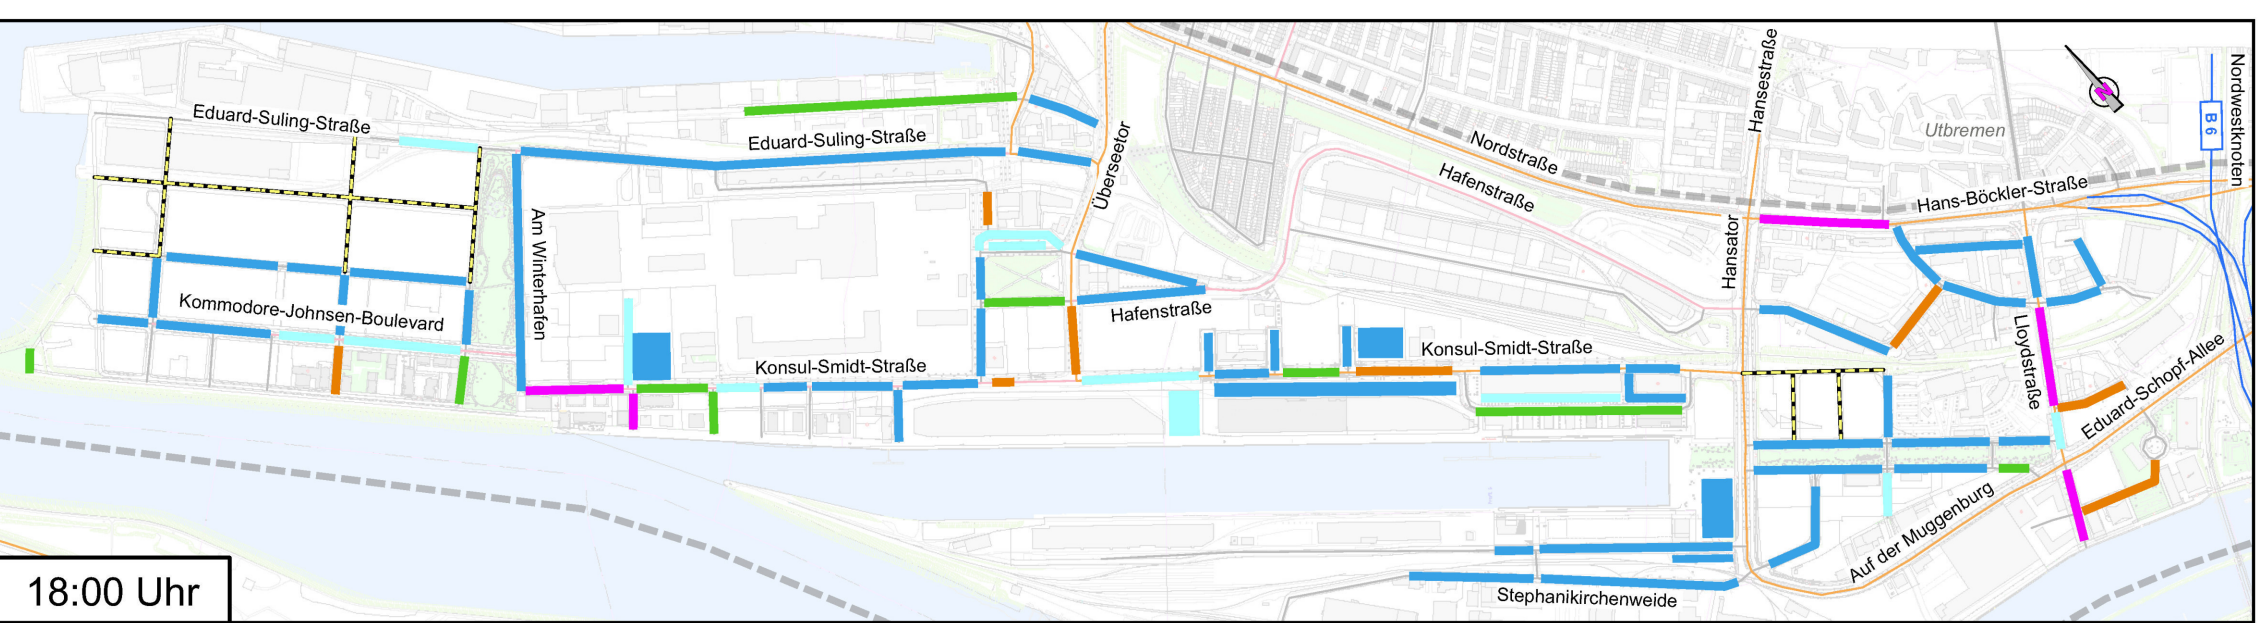 Eduard-Suling-Straße
Eduard-Suling-Straße
Überseetor
Nordstraße
Hafenstraße
Hansestraße
Utbremen
N
B 6
Nordwestknoten
Hans-Böckler-Straße
Hansator
Am Winterhafen
Kommodore-Johnsen-Boulevard
Hafenstraße
Konsul-Smidt-Straße
Konsul-Smidt-Straße
Lloydstraße
Eduard-Schopf-Allee
Auf der Muggenburg
Stephanikirchenweide
18:00 Uhr